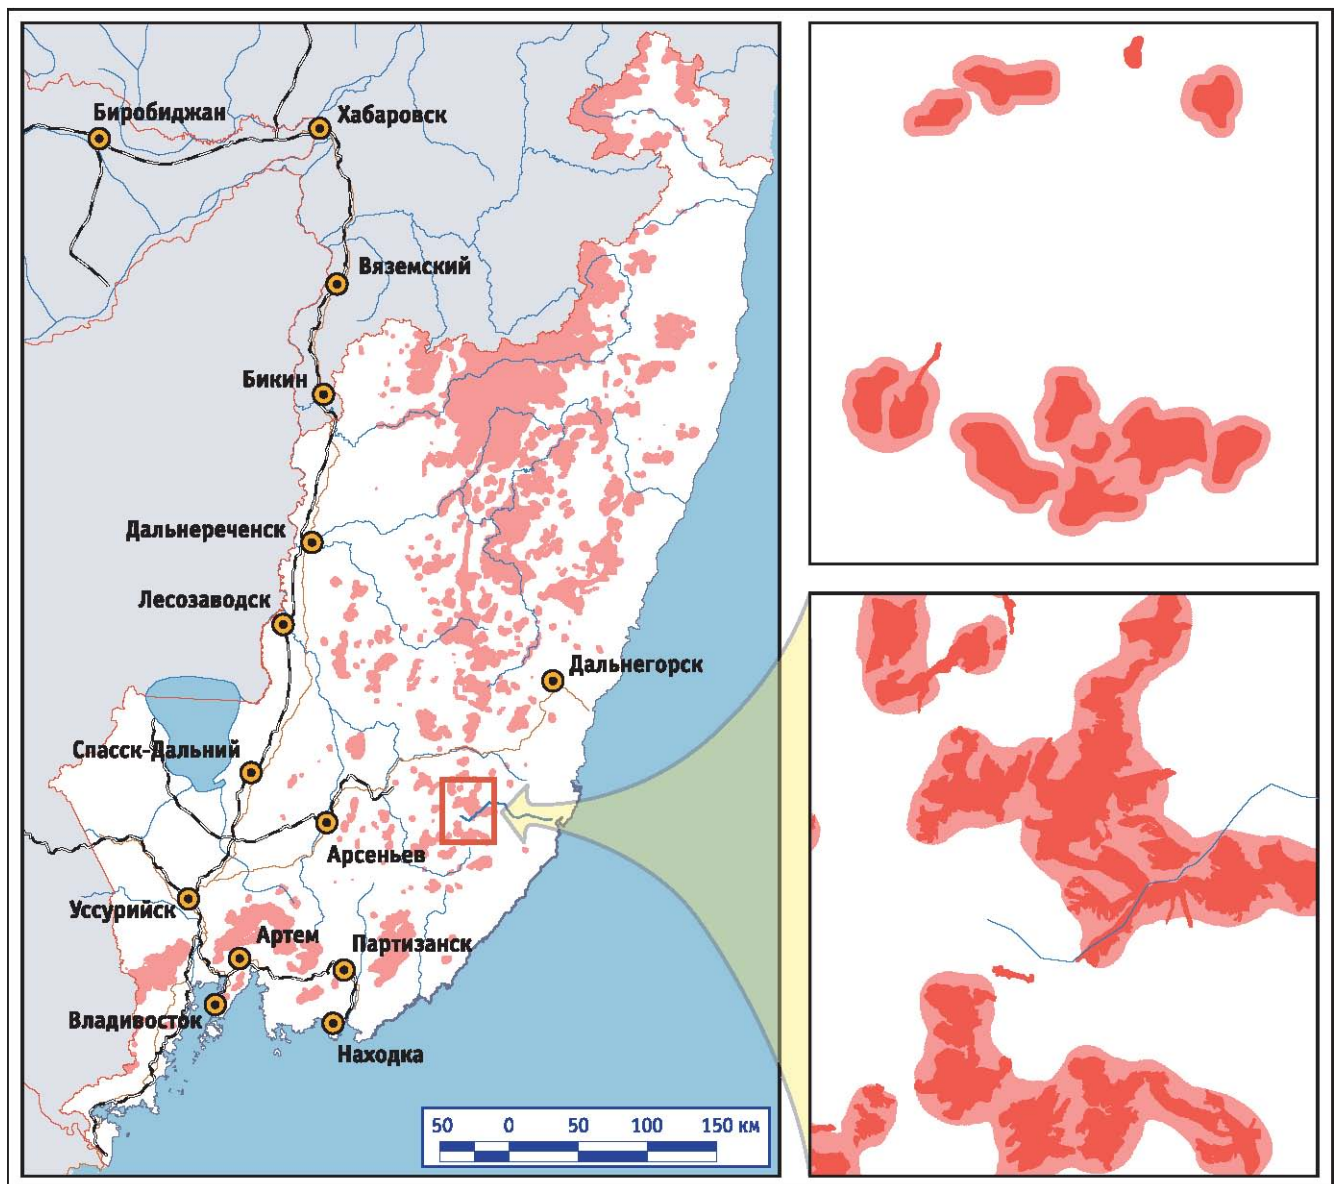 Биробиджан
Хабаровск
Вяземский
Бикин
Дальнереченск
Лесозаводск
Дальнегорск
Спасск-Дальний
Арсеньев
Уссурийск
Артем
Партизанск
Владивосток
Находка
50 0 50 100 150 км